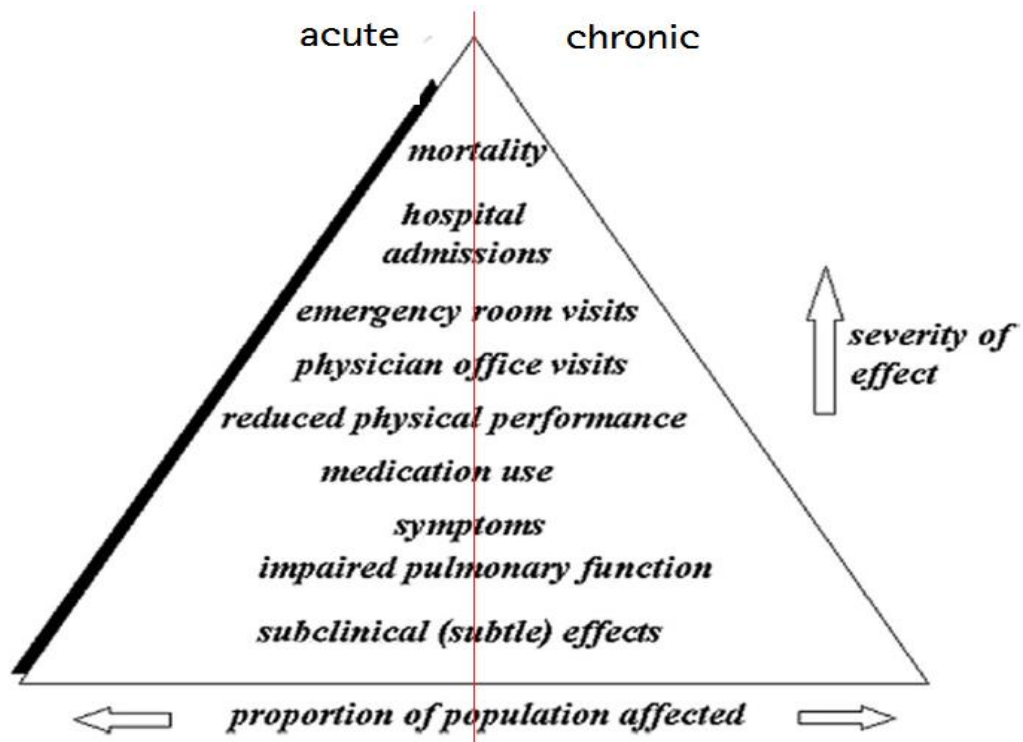 acute
chronic
mortality
hospital
admissions
emergency room visits
physician office visits
severity of
effect
reduced physical performance
medication use
symptoms
impaired pulmonary function
subclinical (subtle) effects
proportion of population affected